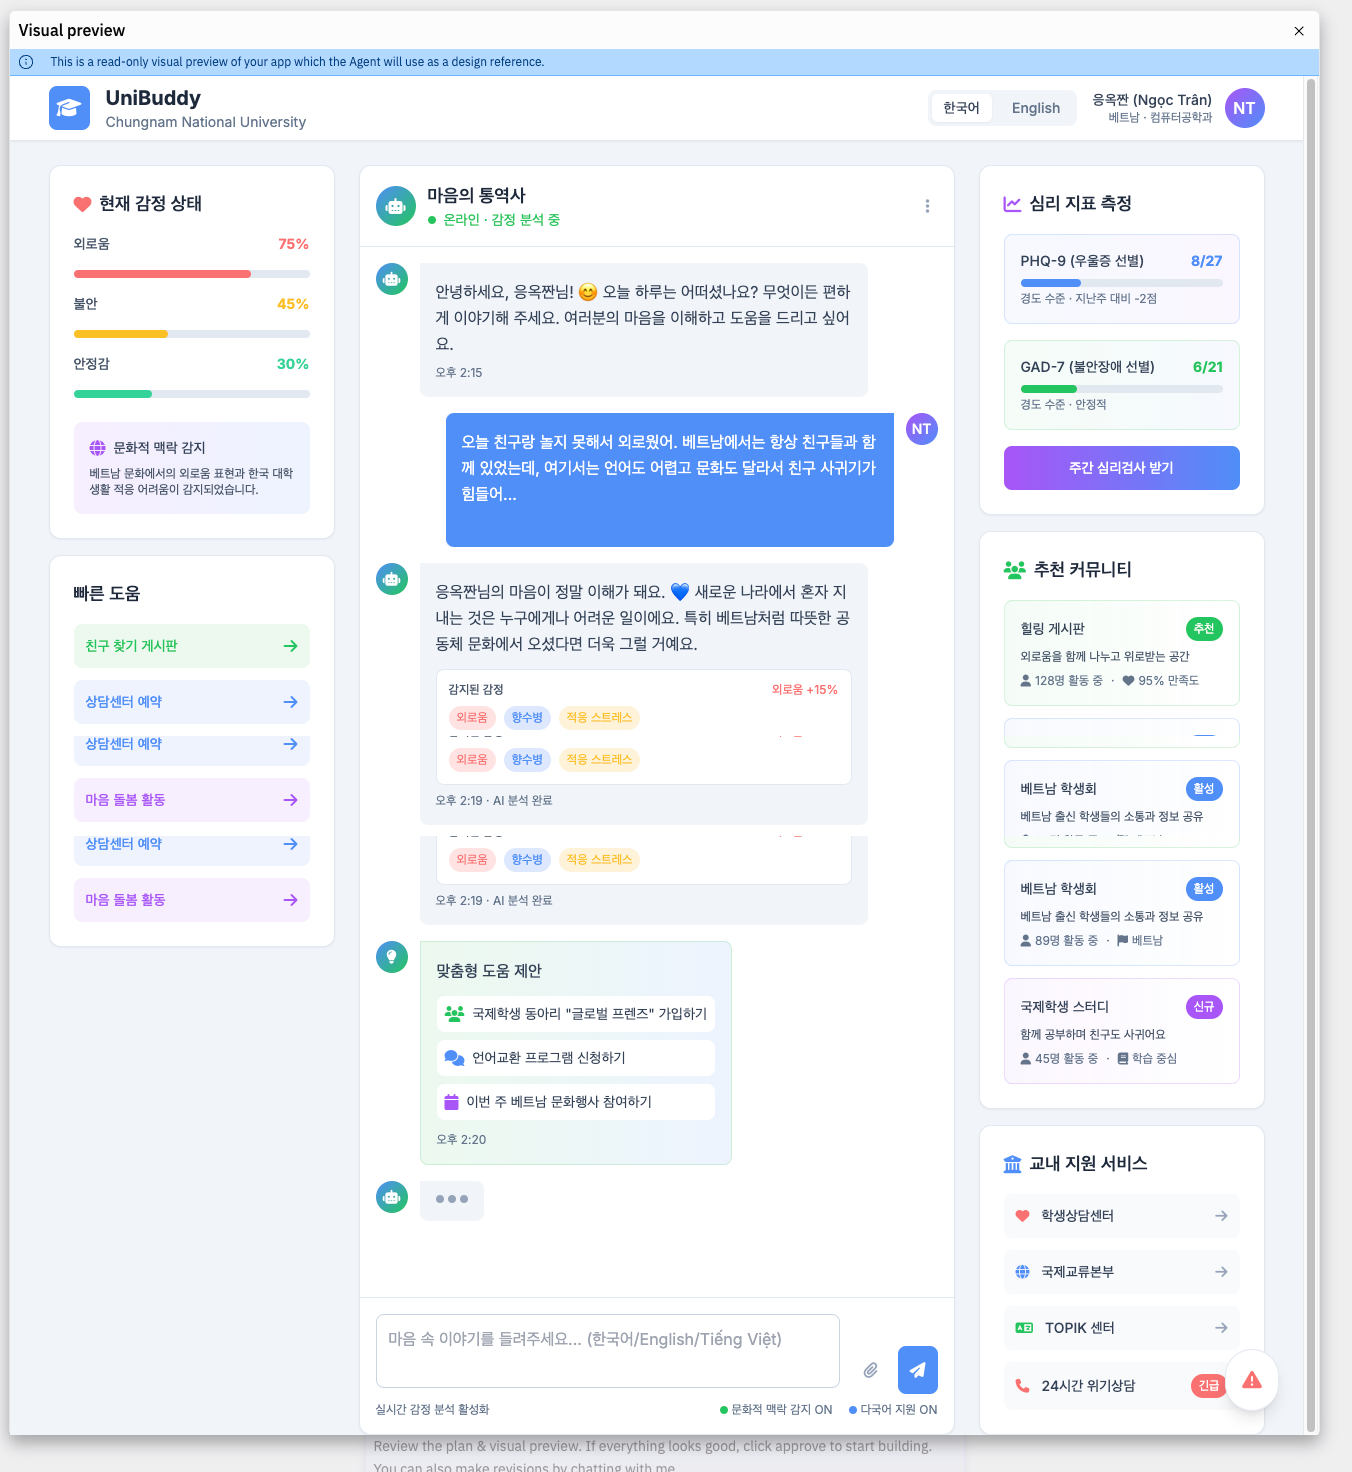 Visual preview
This is a read-only visual preview of your app which the Agent will use as a design reference.
UniBuddy
Chungnam National University
한국어
English
응옥짠 (Ngọc Trân)
베트남 · 컴퓨터공학과
NT
현재 감정 상태
외로움
75%
불안
45%
안정감
30%
문화적 맥락 감지
베트남 문화에서의 외로움 표현과 한국 대학
생활 적응 어려움이 감지되었습니다.
빠른 도움
친구 찾기 게시판
상담센터 예약
상담센터 예약
마음 돌봄 활동
상담센터 예약
마음 돌봄 활동
마음의 통역사
온라인 · 감정 분석 중
안녕하세요, 응옥짠님! 😊 오늘 하루는 어떠셨나요? 무엇이든 편하
게 이야기해 주세요. 여러분의 마음을 이해하고 도움을 드리고 싶어
요.
오후 2:15
오늘 친구랑 놀지 못해서 외로웠어. 베트남에서는 항상 친구들과 함
께 있었는데, 여기서는 언어도 어렵고 문화도 달라서 친구 사귀기가
힘들어...
NT
응옥짠님의 마음이 정말 이해가 돼요. 💙 새로운 나라에서 혼자 지
내는 것은 누구에게나 어려운 일이에요. 특히 베트남처럼 따뜻한 공
동체 문화에서 오셨다면 더욱 그럴 거예요.
감지된 감정
외로움 +15%
외로움
향수병
적응 스트레스
외로움
향수병
적응 스트레스
오후 2:19 · AI 분석 완료
외로움
향수병
적응 스트레스
오후 2:19 · AI 분석 완료
맞춤형 도움 제안
국제학생 동아리 "글로벌 프렌즈" 가입하기
언어교환 프로그램 신청하기
이번 주 베트남 문화행사 참여하기
오후 2:20
마음 속 이야기를 들려주세요... (한국어/English/Tiếng Việt)
실시간 감정 분석 활성화
문화적 맥락 감지 ON
다국어 지원 ON
심리 지표 측정
PHQ-9 (우울증 선별)
8/27
경도 수준 · 지난주 대비 -2점
GAD-7 (불안장애 선별)
6/21
경도 수준 · 안정적
주간 심리검사 받기
추천 커뮤니티
힐링 게시판
추천
외로움을 함께 나누고 위로받는 공간
128명 활동 중 · 95% 만족도
베트남 학생회
활성
베트남 출신 학생들의 소통과 정보 공유
베트남 학생회
활성
베트남 출신 학생들의 소통과 정보 공유
89명 활동 중 · 베트남
국제학생 스터디
신규
함께 공부하며 친구도 사귀어요
45명 활동 중 · 학습 중심
교내 지원 서비스
학생상담센터
국제교류본부
TOPIK 센터
24시간 위기상담
긴급
Review the plan & visual preview. If everything looks good, click approve to start building.
You can also make revisions by chatting with me.